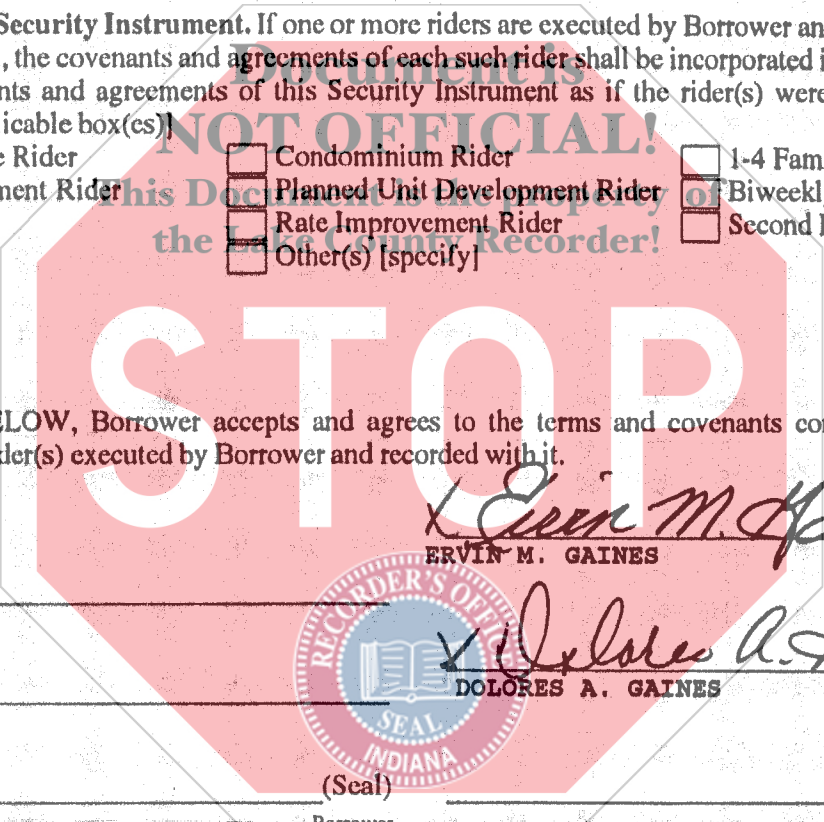 Security Instrument. If one or more riders are executed by Borrower an
, the covenants and agreements of each such rider shall be incorporated i
nts and agreements of this Security Instrument as if the rider(s) were
icable box(es)]
e Rider Condominium Rider 1-4 Fam
ment Rider Planned Unit Development Rider Biweekl
Rate Improvement Rider Second
Other(s) [specify]
Document is
NOT OFFICIAL!
This Document is the property of
the Lake County Recorder!
STOP
ELOW, Borrower accepts and agrees to the terms and covenants co
der(s) executed by Borrower and recorded with it.
X Ervin M. Ga
ERVIN M. GAINES
X Dolores A.
DOLORES A. GAINES
RECORDER'S OFFICE
SEAL
INDIANA
(Seal)